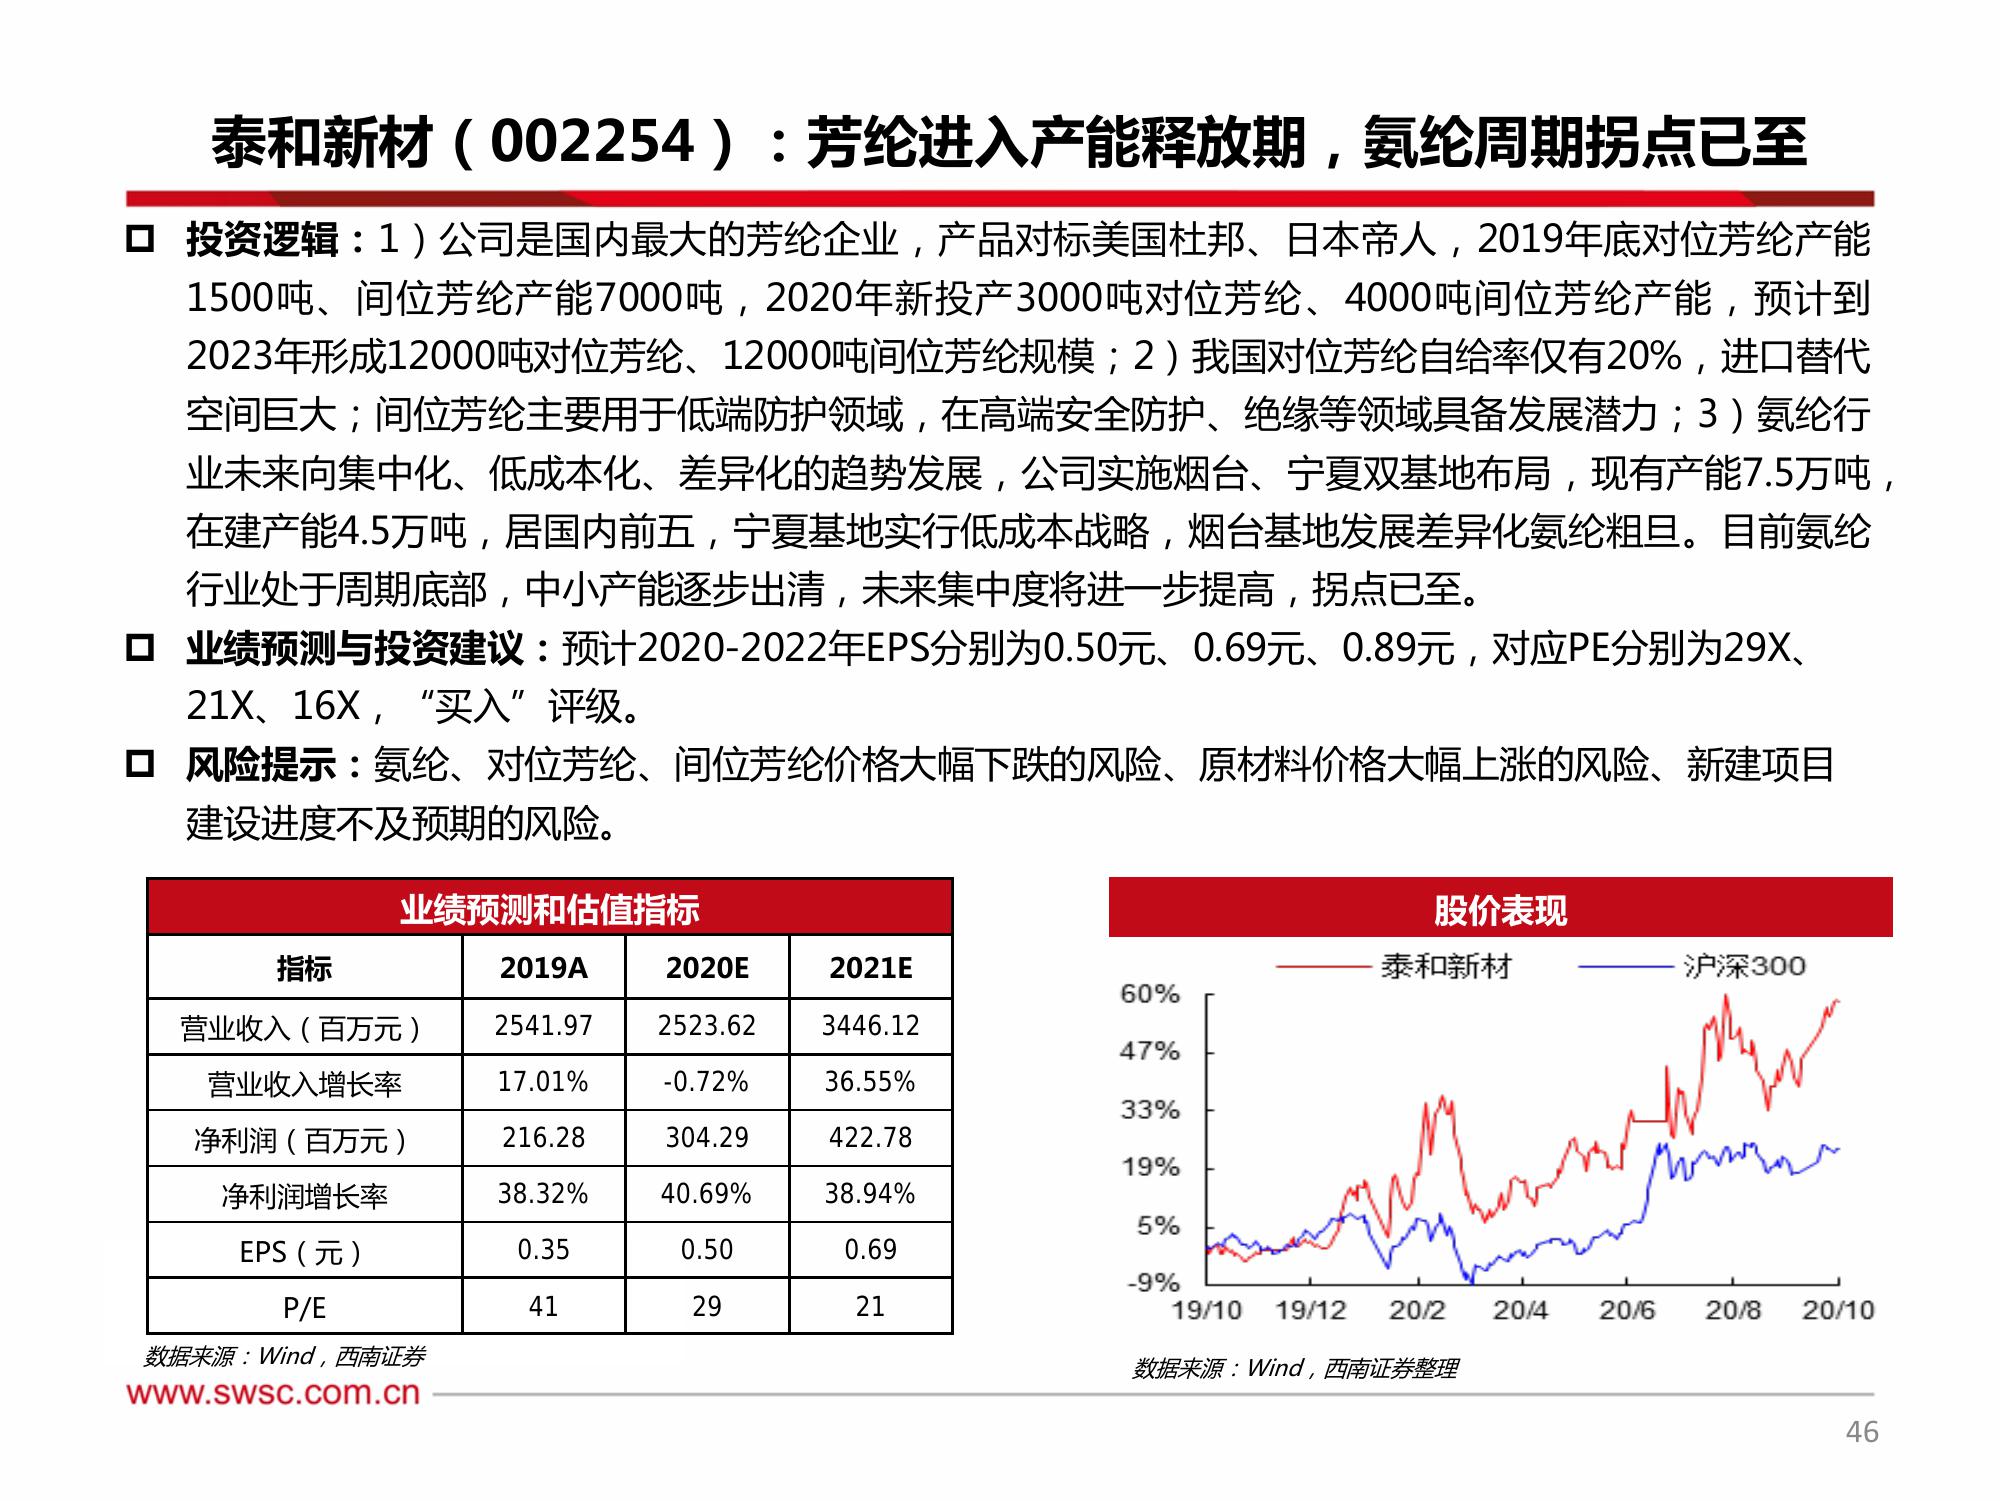 泰和新材（002254）：芳纶进入产能释放期，氨纶周期拐点已至
投资逻辑：1）公司是国内最大的芳纶企业，产品对标美国杜邦、日本帝人，2019年底对位芳纶产能
1500吨、间位芳纶产能7000吨，2020年新投产3000吨对位芳纶、4000吨间位芳纶产能，预计到
2023年形成12000吨对位芳纶、12000吨间位芳纶规模；2）我国对位芳纶自给率仅有20%，进口替代
空间巨大；间位芳纶主要用于低端防护领域，在高端安全防护、绝缘等领域具备发展潜力；3）氨纶行
业未来向集中化、低成本化、差异化的趋势发展，公司实施烟台、宁夏双基地布局，现有产能7.5万吨，
在建产能4.5万吨，居国内前五，宁夏基地实行低成本战略，烟台基地发展差异化氨纶粗旦。目前氨纶
行业处于周期底部，中小产能逐步出清，未来集中度将进一步提高，拐点已至。
业绩预测与投资建议：预计2020-2022年EPS分别为0.50元、0.69元、0.89元，对应PE分别为29X、
21X、16X，“买入”评级。
风险提示：氨纶、对位芳纶、间位芳纶价格大幅下跌的风险、原材料价格大幅上涨的风险、新建项目
建设进度不及预期的风险。
业绩预测和估值指标
指标 2019A 2020E 2021E
营业收入（百万元） 2541.97 2523.62 3446.12
营业收入增长率 17.01% -0.72% 36.55%
净利润（百万元） 216.28 304.29 422.78
净利润增长率 38.32% 40.69% 38.94%
EPS（元） 0.35 0.50 0.69
P/E 41 29 21
数据来源：Wind，西南证券
股价表现
泰和新材 沪深300
60%
47%
33%
19%
5%
-9%
19/10 19/12 20/2 20/4 20/6 20/8 20/10
数据来源：Wind，西南证券整理
www.swsc.com.cn
46